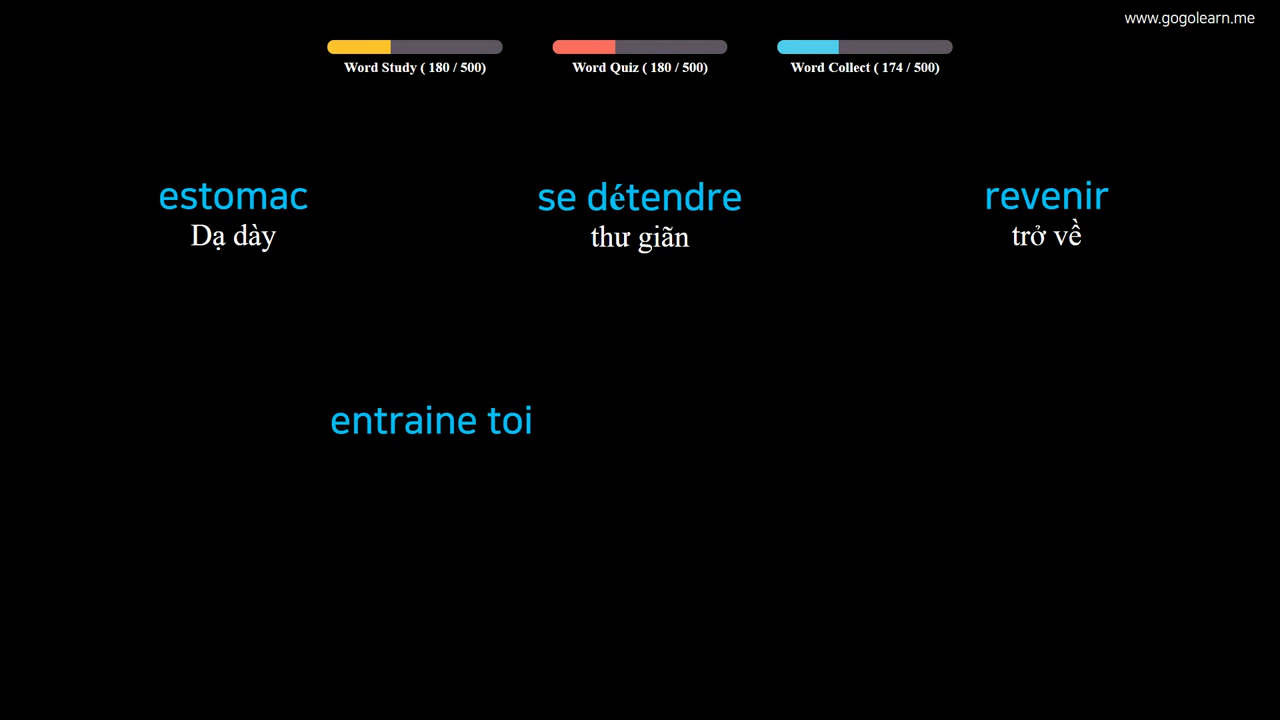 www.gogolearn.me
Word Study ( 180 / 500)
Word Quiz ( 180 / 500)
Word Collect ( 174 / 500)
estomac
Dạ dày
se détendre
thư giãn
revenir
trở về
entraine toi